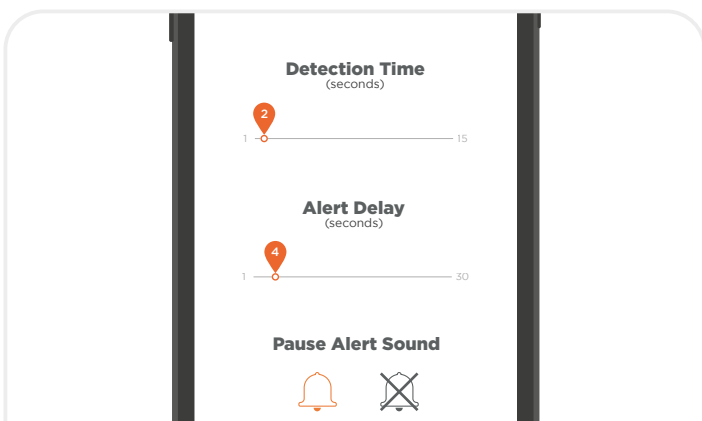 Detection Time
(seconds)
2
1 15
Alert Delay
(seconds)
4
1 30
Pause Alert Sound